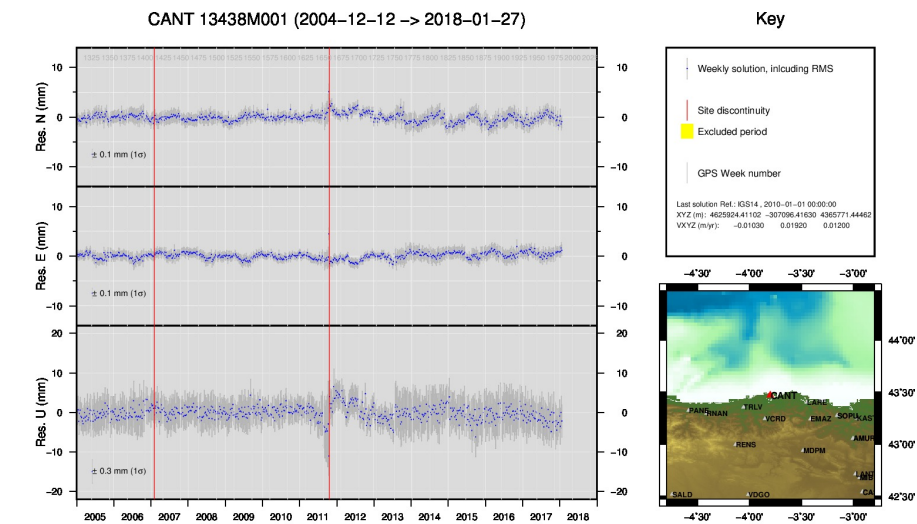 CANT 13438M001 (2004−12−12 −> 2018−01−27)
Key
Res. N (mm)
10
0
−10
± 0.1 mm (1σ)
10
0
−10
Res. E (mm)
10
0
−10
± 0.1 mm (1σ)
10
0
−10
Res. U (mm)
20
10
0
−10
−20
± 0.3 mm (1σ)
20
10
0
−10
−20
2005 2006 2007 2008 2009 2010 2011 2012 2013 2014 2015 2016 2017 2018
Weekly solution, inlcuding RMS
Site discontinuity
Excluded period
GPS Week number
Last solution Ref.: IGS14 , 2010−01−01 00:00:00
XYZ (m): 4625924.41102 −307096.41630 4365771.44462
VXYZ (m/yr): −0.01030 0.01920 0.01200
−4˚30' −4˚00' −3˚30' −3˚00'
44˚00'
43˚30'
43˚00'
42˚30'
CANT
ARE
PANE
RNAN
TRLV
VCRD
EMAZ
SOPU
KAS
AMUR
RENS
MDPM
SALD
VDGO
CA
−4˚30' −4˚00' −3˚30' −3˚00'